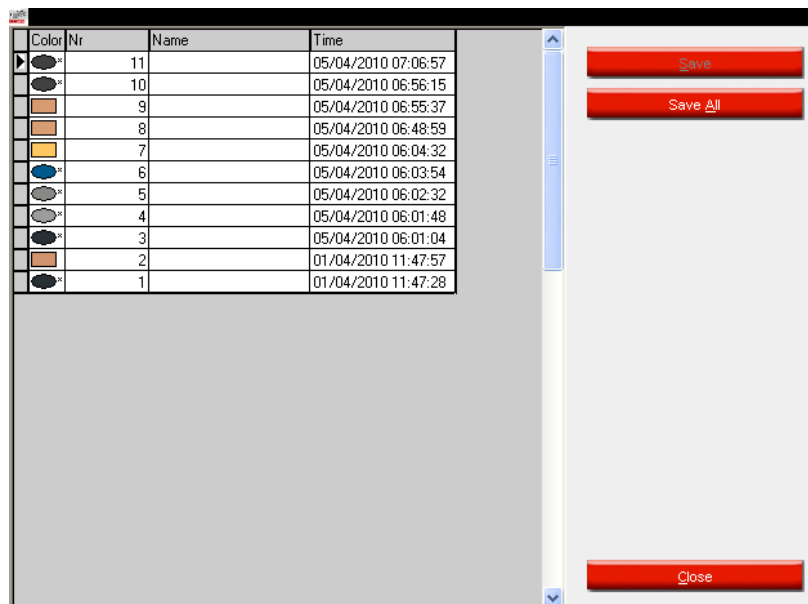 Color Nr Name Time
* 11 05/04/2010 07:06:57
* 10 05/04/2010 06:56:15
9 05/04/2010 06:55:37
8 05/04/2010 06:48:59
7 05/04/2010 06:04:32
* 6 05/04/2010 06:03:54
* 5 05/04/2010 06:02:32
* 4 05/04/2010 06:01:48
* 3 05/04/2010 06:01:04
2 01/04/2010 11:47:57
* 1 01/04/2010 11:47:28
Save
Save All
Close